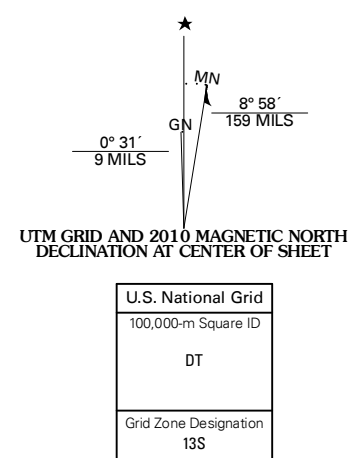 MN
8° 58´
159 MILS
GN
0° 31´
9 MILS
UTM GRID AND 2010 MAGNETIC NORTH
DECLINATION AT CENTER OF SHEET
U.S. National Grid
100,000-m Square ID
DT
Grid Zone Designation
13S